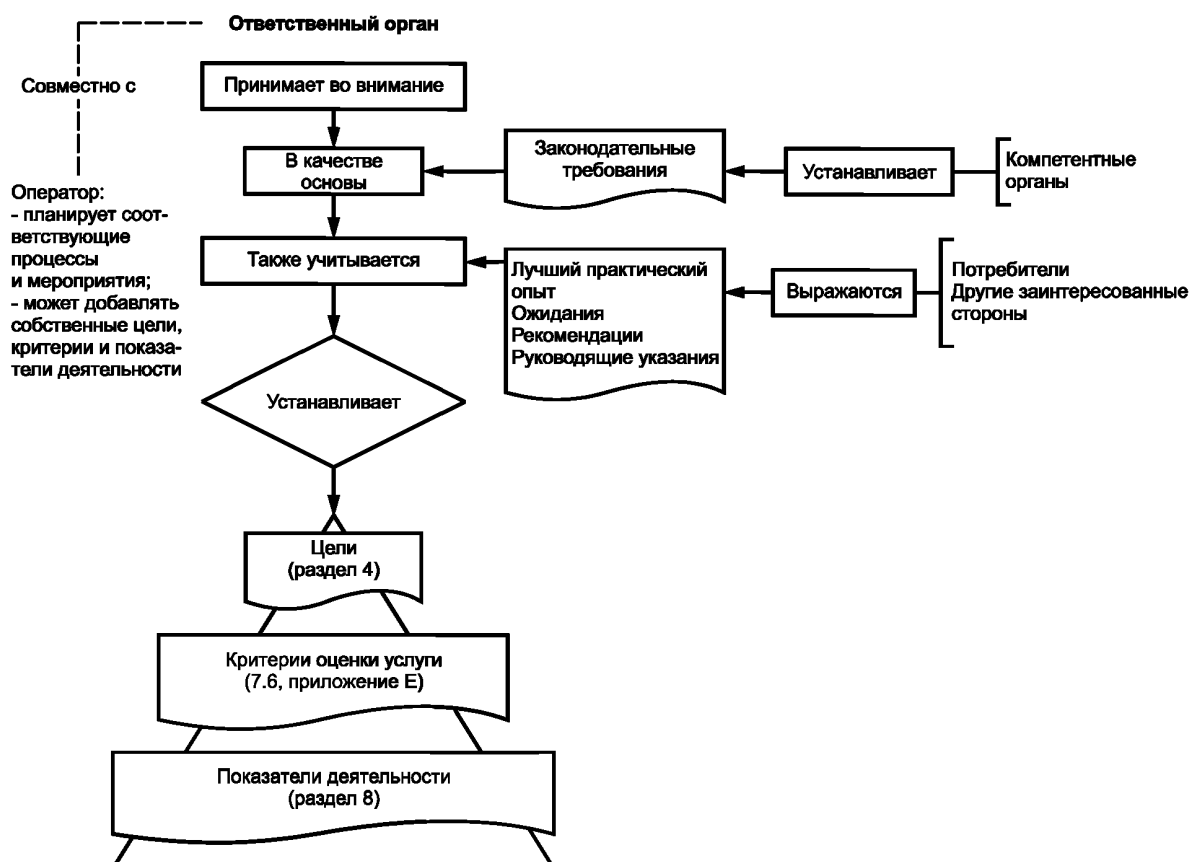 Ответственный орган
Совместно с
Принимает во внимание
В качестве
основы
Законодательные
требования
Устанавливает
Компетентные
органы
Оператор:
- планирует соот-
ветствующие
процессы
и мероприятия;
- может добавлять
собственные цели,
критерии и показа-
тели деятельности
Также учитывается
Лучший практический
опыт
Ожидания
Рекомендации
Руководящие указания
Выражаются
Потребители
Другие заинтересованные
стороны
Устанавливает
Цели
(раздел 4)
Критерии оценки услуги
(7.6, приложение Е)
Показатели деятельности
(раздел 8)